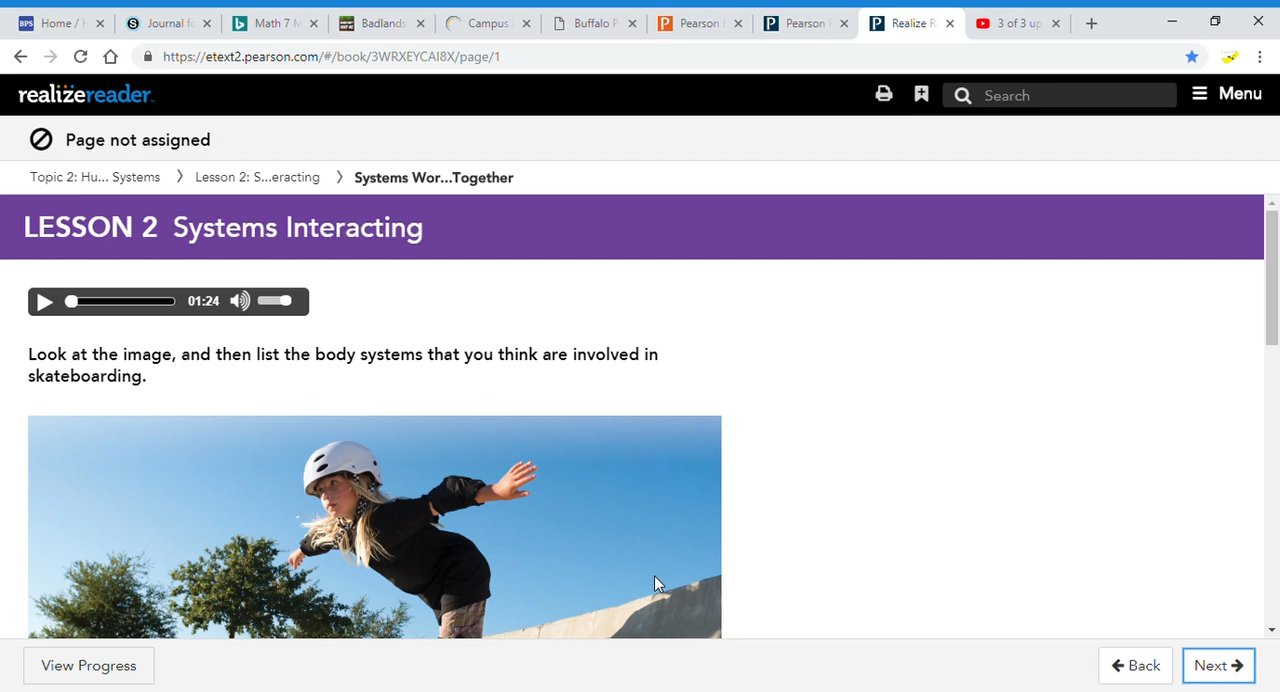 BPS Home / H
S Journal fo
b Math 7 M
Badlands
Campus
Buffalo P
P Pearson E
P Pearson
P Realize R
3 of 3 up
https://etext2.pearson.com/#/book/3WRXEYCAI8X/page/1
realizereader
Search
Menu
Page not assigned
Topic 2: Hu... Systems
Lesson 2: S...eracting
Systems Wor...Together
LESSON 2 Systems Interacting
01:24
Look at the image, and then list the body systems that you think are involved in
skateboarding.
View Progress
Back
Next